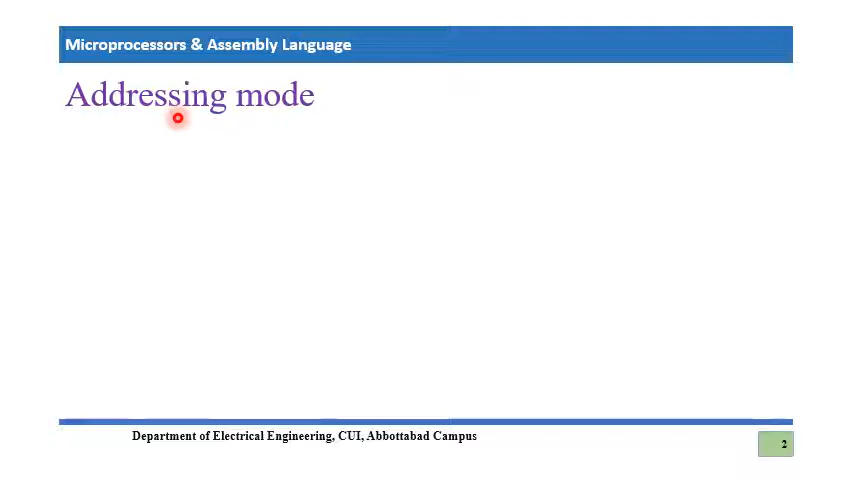 Microprocessors & Assembly Language
Addressing mode
Department of Electrical Engineering, CUI, Abbottabad Campus
2